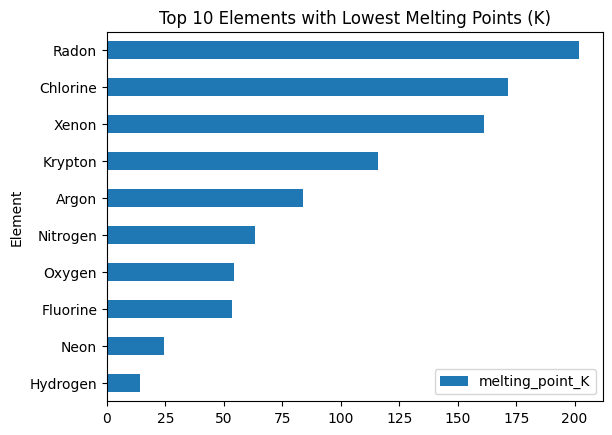 Top 10 Elements with Lowest Melting Points (K)
Element
Radon
Chlorine
Xenon
Krypton
Argon
Nitrogen
Oxygen
Fluorine
Neon
Hydrogen
melting_point_K
0 25 50 75 100 125 150 175 200